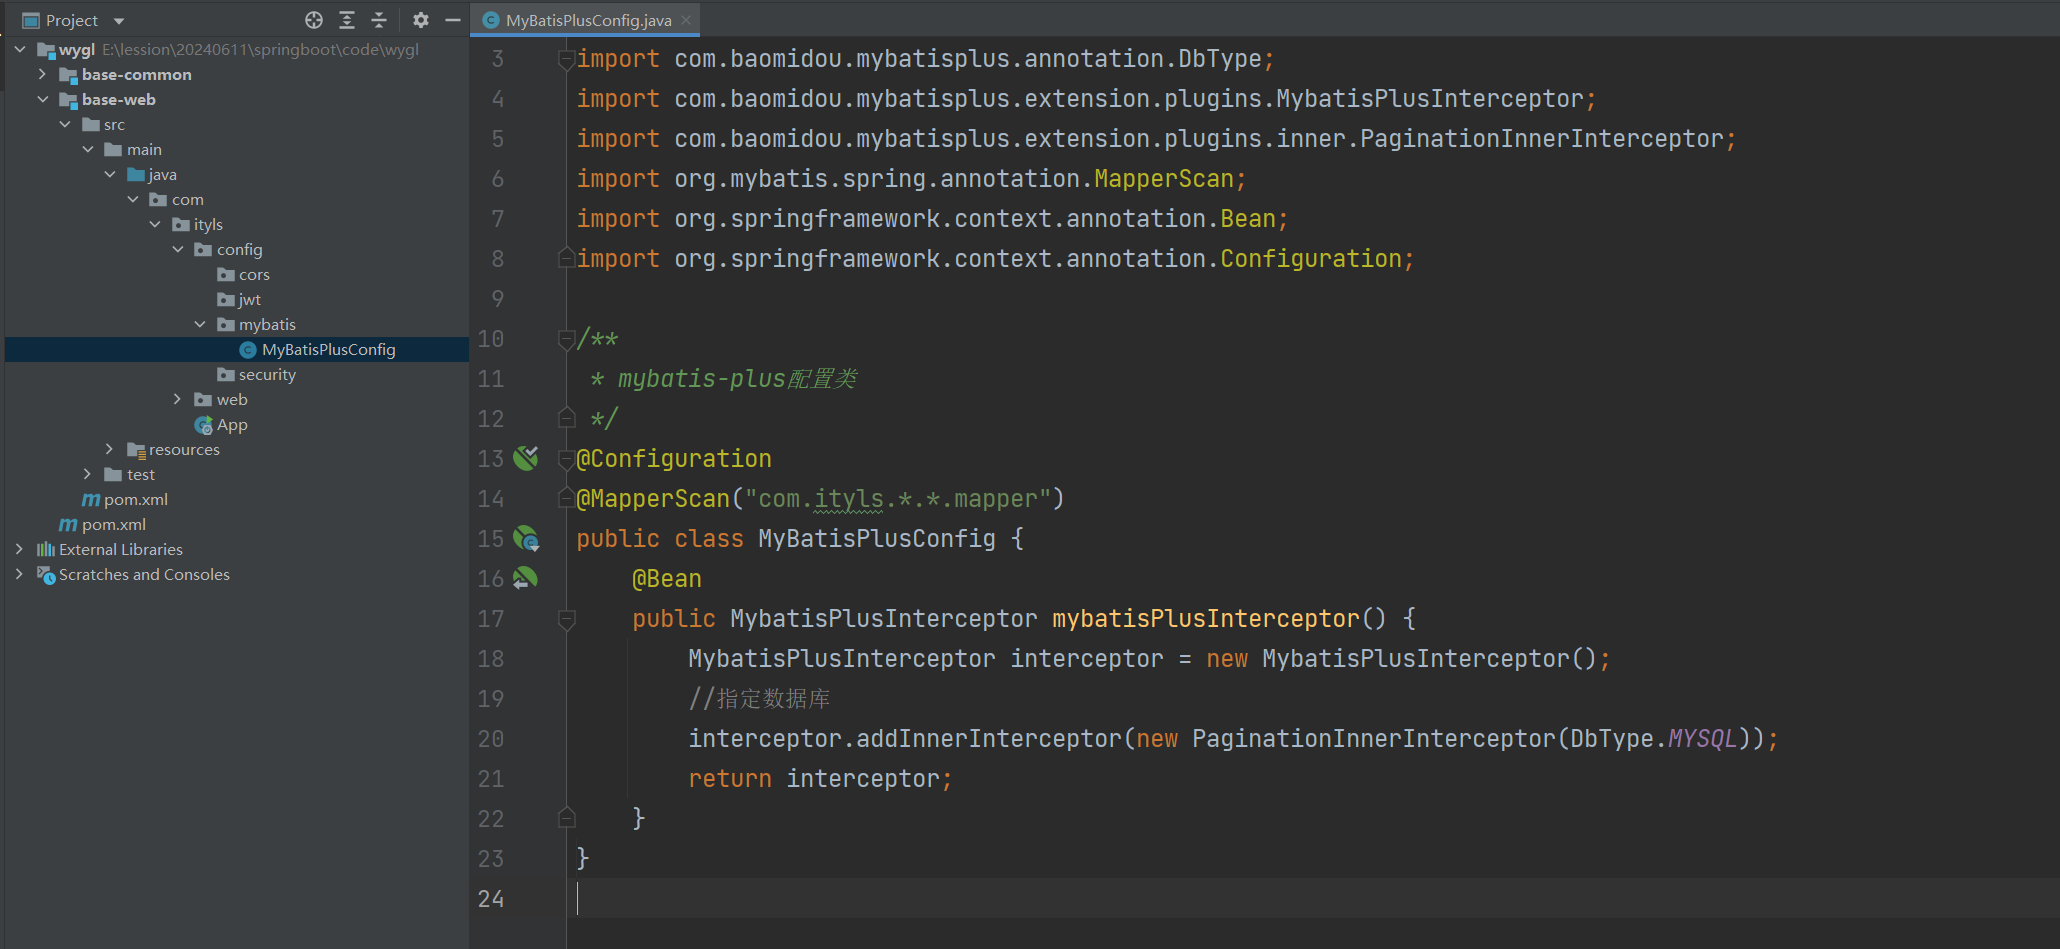 Project
wygl E:\lession\20240611\springboot\code\wygl
base-common
base-web
src
main
java
com
ityls
config
cors
jwt
mybatis
MyBatisPlusConfig
security
web
App
resources
test
pom.xml
pom.xml
External Libraries
Scratches and Consoles
MyBatisPlusConfig.java
3 import com.baomidou.mybatisplus.annotation.DbType;
4 import com.baomidou.mybatisplus.extension.plugins.MybatisPlusInterceptor;
5 import com.baomidou.mybatisplus.extension.plugins.inner.PaginationInnerInterceptor;
6 import org.mybatis.spring.annotation.MapperScan;
7 import org.springframework.context.annotation.Bean;
8 import org.springframework.context.annotation.Configuration;
9
10 /**
11  * mybatis-plus配置类
12  */
13 @Configuration
14 @MapperScan("com.ityls.*.*.mapper")
15 public class MyBatisPlusConfig {
16     @Bean
17     public MybatisPlusInterceptor mybatisPlusInterceptor() {
18         MybatisPlusInterceptor interceptor = new MybatisPlusInterceptor();
19         //指定数据库
20         interceptor.addInnerInterceptor(new PaginationInnerInterceptor(DbType.MYSQL));
21         return interceptor;
22     }
23 }
24